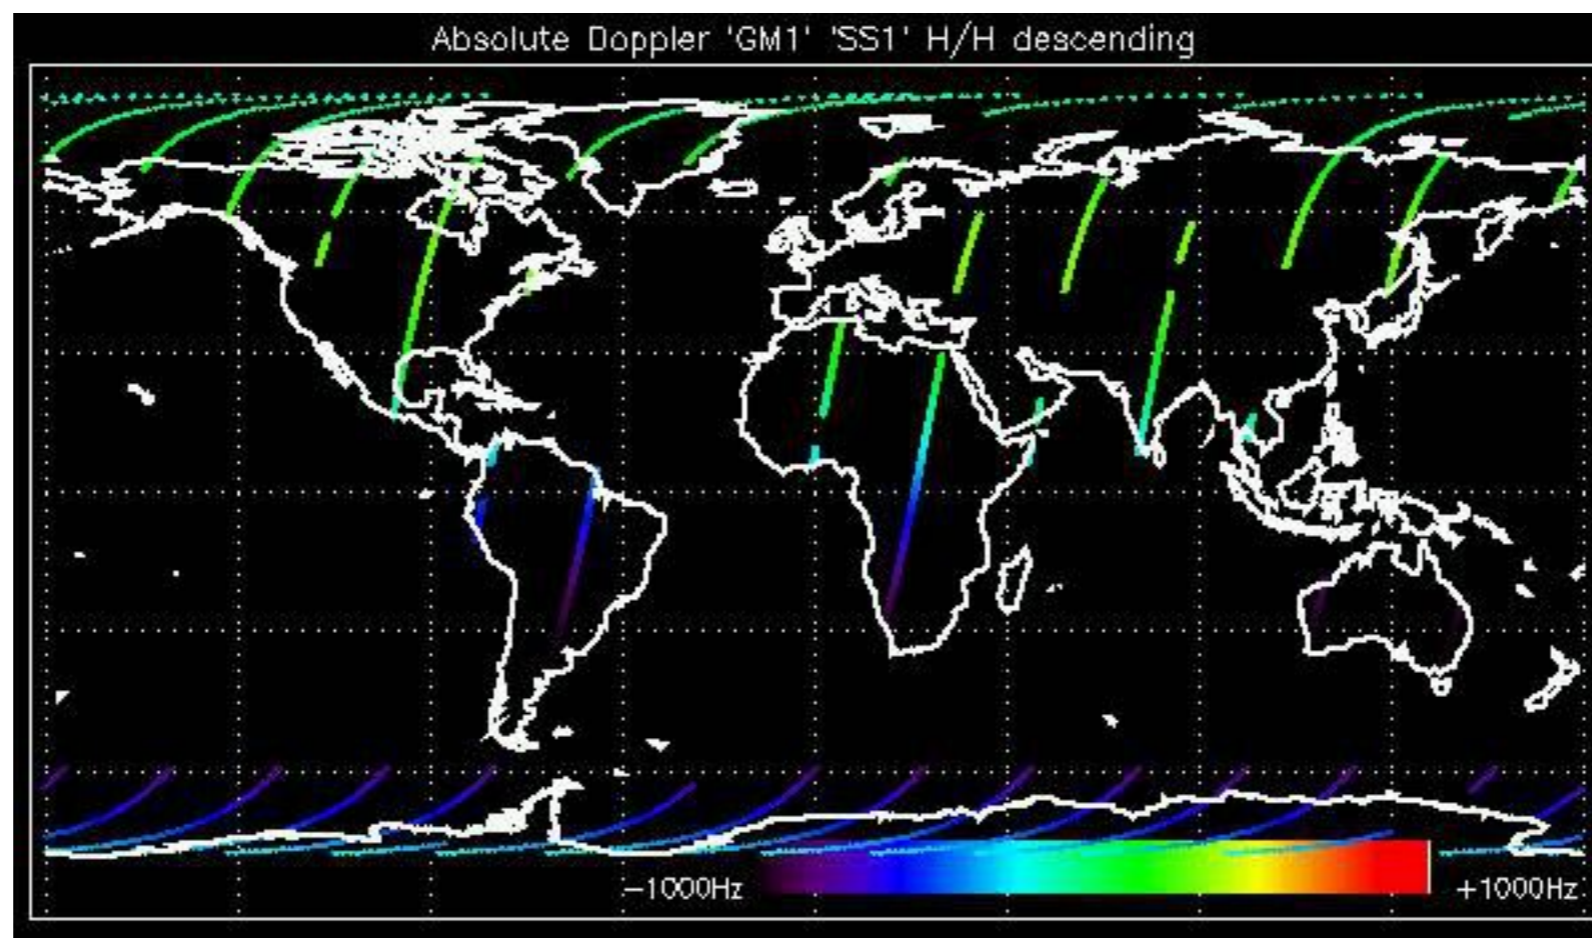 Absolute Doppler 'GM1' 'SS1' H/H descending
−1000Hz
+1000Hz